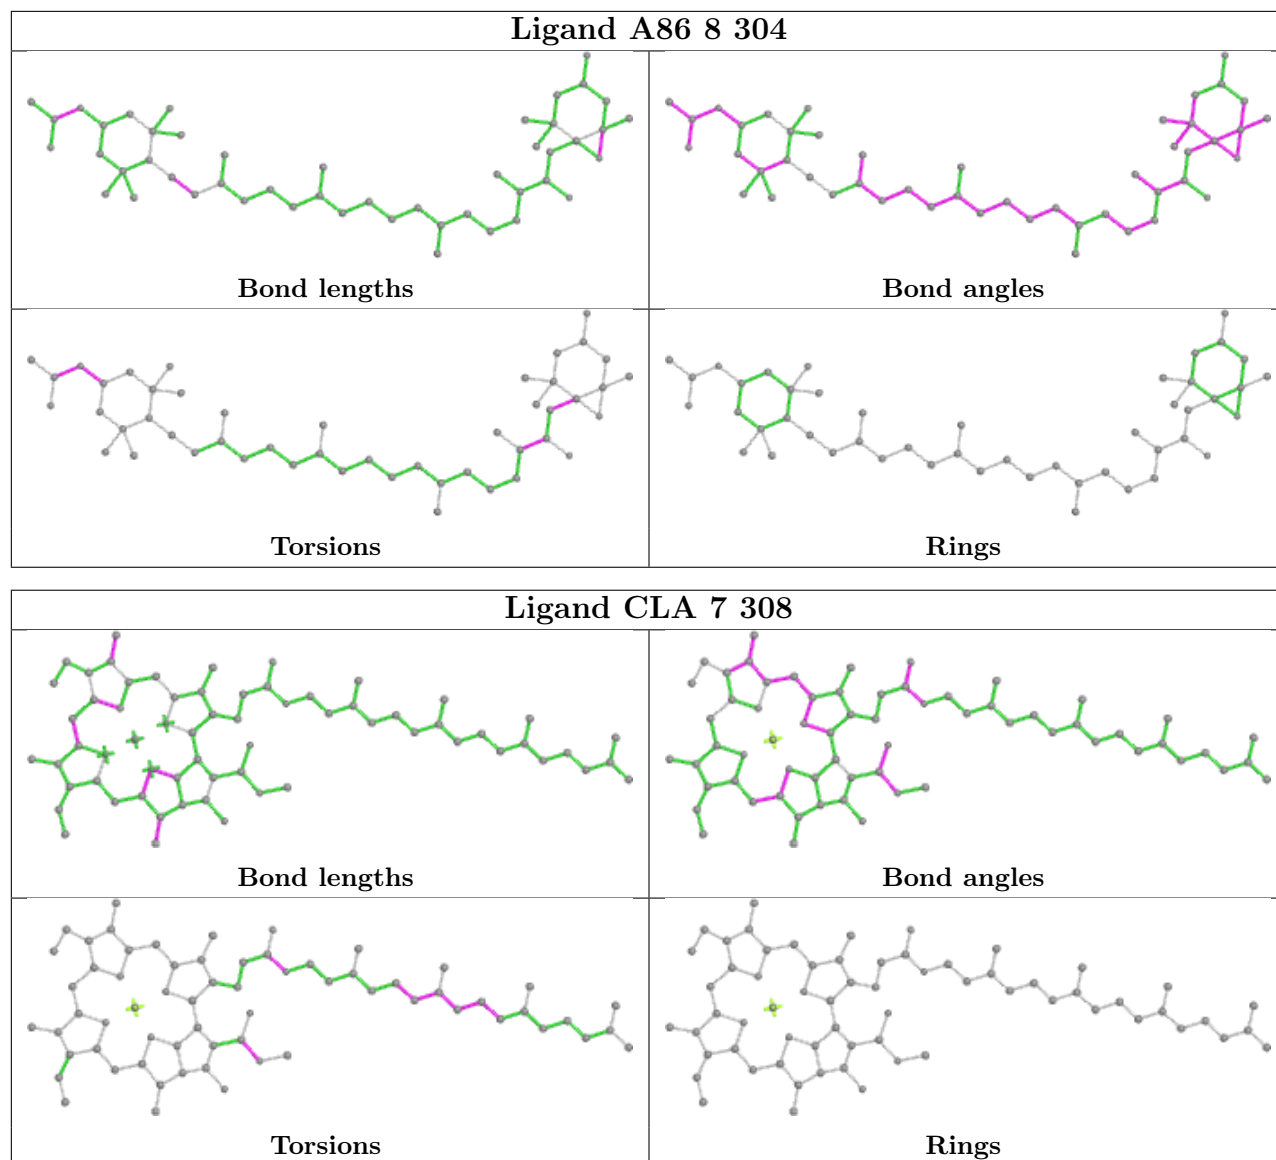 Ligand A86 8 304
Bond lengths
Bond angles
Torsions
Rings
Ligand CLA 7 308
Bond lengths
Bond angles
Torsions
Rings